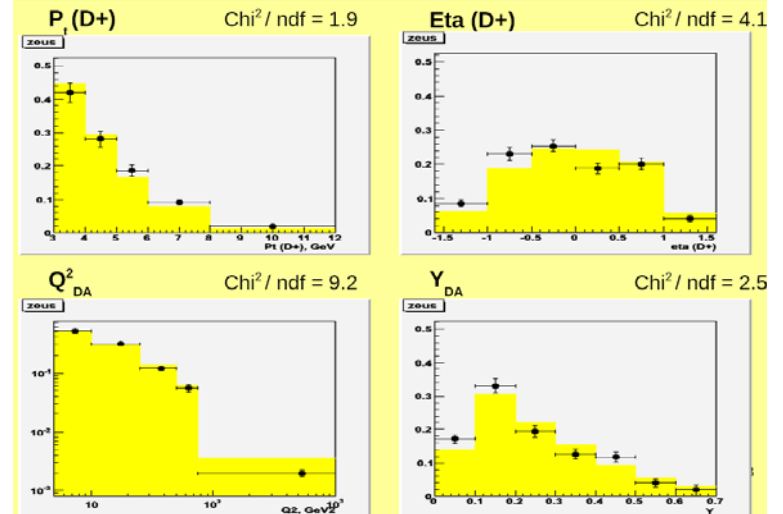 Pt (D+) Chi2 / ndf = 1.9
zeus
0.5
0.4
0.3
0.2
0.1
3 4 5 6 7 8 9 10 11 12
Pt (D+), GeV
Eta (D+) Chi2 / ndf = 4.1
zeus
0.5
0.4
0.3
0.2
0.1
0
-1.5 -1 -0.5 0 0.5 1 1.5
eta (D+)
Q2DA Chi2 / ndf = 9.2
zeus
10-1
10-2
10-3
10 103
Q2, GeV2
YDA Chi2 / ndf = 2.5
zeus
0.5
0.4
0.3
0.2
0.1
0
0 0.1 0.2 0.3 0.4 0.5 0.6 0.7
Y